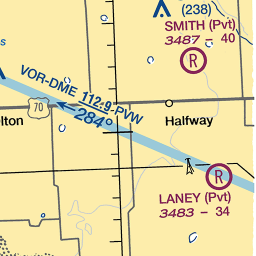 (238)
SMITH (Pvt)
3487 - 40
R
VOR-DME 112.9-PVW
284
70
Halfway
lton
R
LANEY (Pvt)
3483 - 34